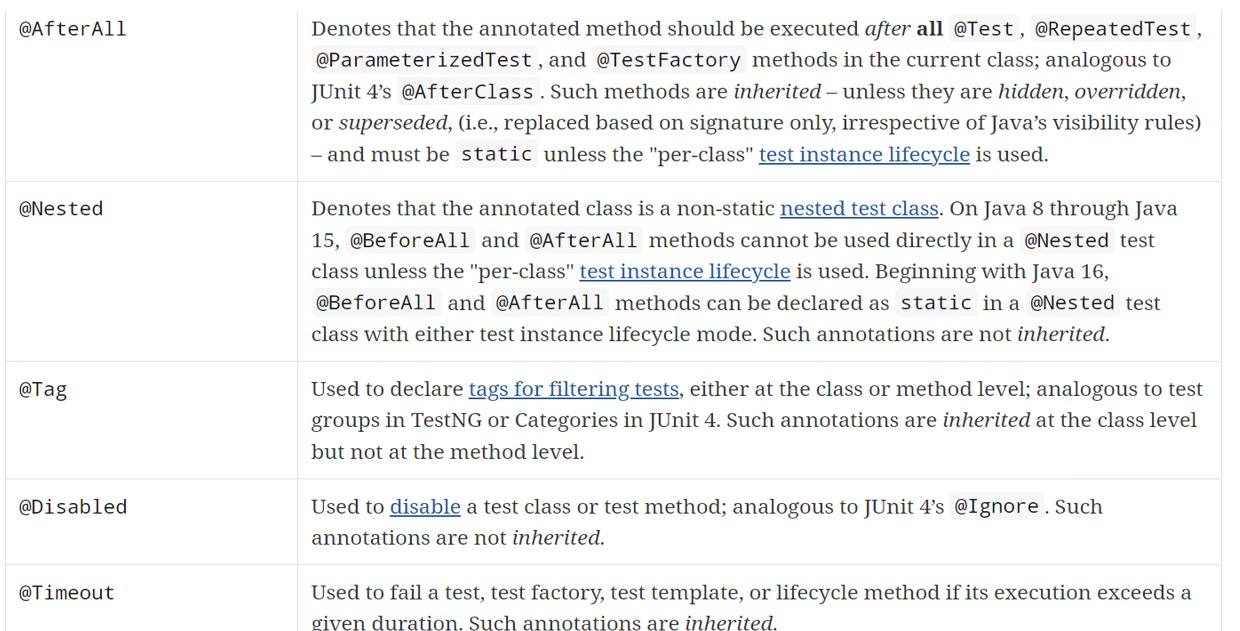 @AfterAll
Denotes that the annotated method should be executed after all @Test, @RepeatedTest,
@ParameterizedTest, and @TestFactory methods in the current class; analogous to
JUnit 4’s @AfterClass. Such methods are inherited – unless they are hidden, overridden,
or superseded, (i.e., replaced based on signature only, irrespective of Java’s visibility rules)
– and must be static unless the "per-class" test instance lifecycle is used.
@Nested
Denotes that the annotated class is a non-static nested test class. On Java 8 through Java
15, @BeforeAll and @AfterAll methods cannot be used directly in a @Nested test
class unless the "per-class" test instance lifecycle is used. Beginning with Java 16,
@BeforeAll and @AfterAll methods can be declared as static in a @Nested test
class with either test instance lifecycle mode. Such annotations are not inherited.
@Tag
Used to declare tags for filtering tests, either at the class or method level; analogous to test
groups in TestNG or Categories in JUnit 4. Such annotations are inherited at the class level
but not at the method level.
@Disabled
Used to disable a test class or test method; analogous to JUnit 4’s @Ignore. Such
annotations are not inherited.
@Timeout
Used to fail a test, test factory, test template, or lifecycle method if its execution exceeds a
given duration. Such annotations are inherited.